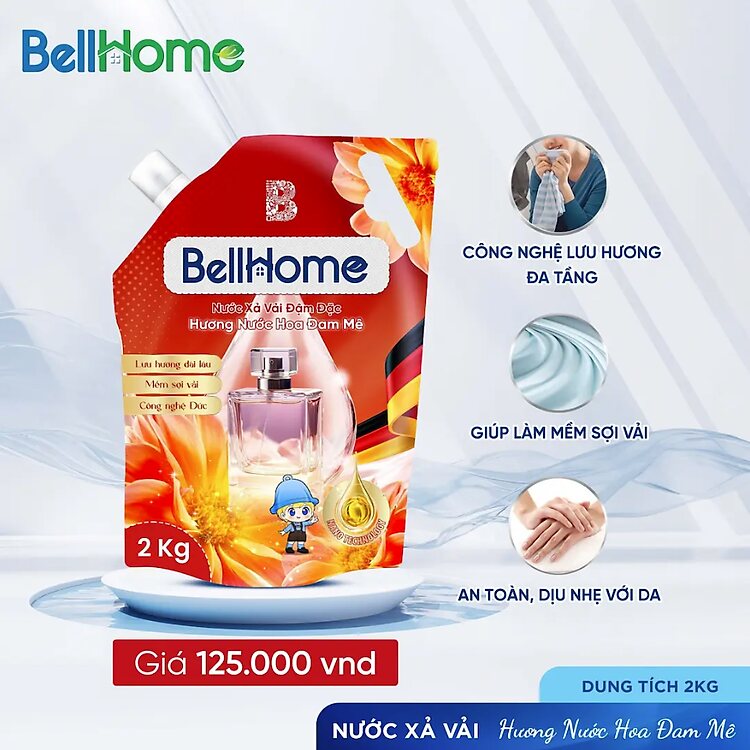 BellHome
B
BellHome
Nước Xả Vải Đậm Đặc
Hương Nước Hoa Đam Mê
Lưu hương dài lâu
Mềm sợi vải
Công nghệ Đức
NANO TECHNOLOGY
2 Kg
CÔNG NGHỆ LƯU HƯƠNG
ĐA TẦNG
GIÚP LÀM MỀM SỢI VẢI
AN TOÀN, DỊU NHẸ VỚI DA
Giá 125.000 vnd
DUNG TÍCH 2KG
NƯỚC XẢ VẢI Hương Nước Hoa Đam Mê